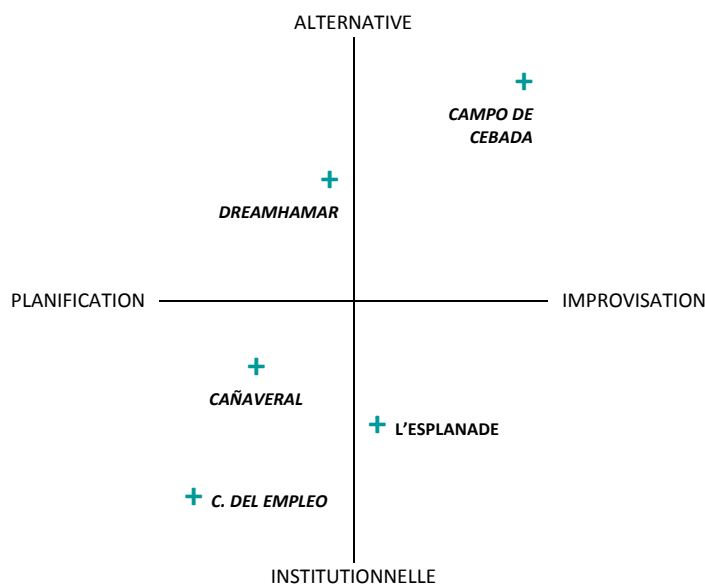 ALTERNATIVE
CAMPO DE
CEBADA
DREAMHAMAR
PLANIFICATION
IMPROVISATION
CAÑAVERAL
L’ESPLANADE
C. DEL EMPLEO
INSTITUTIONNELLE